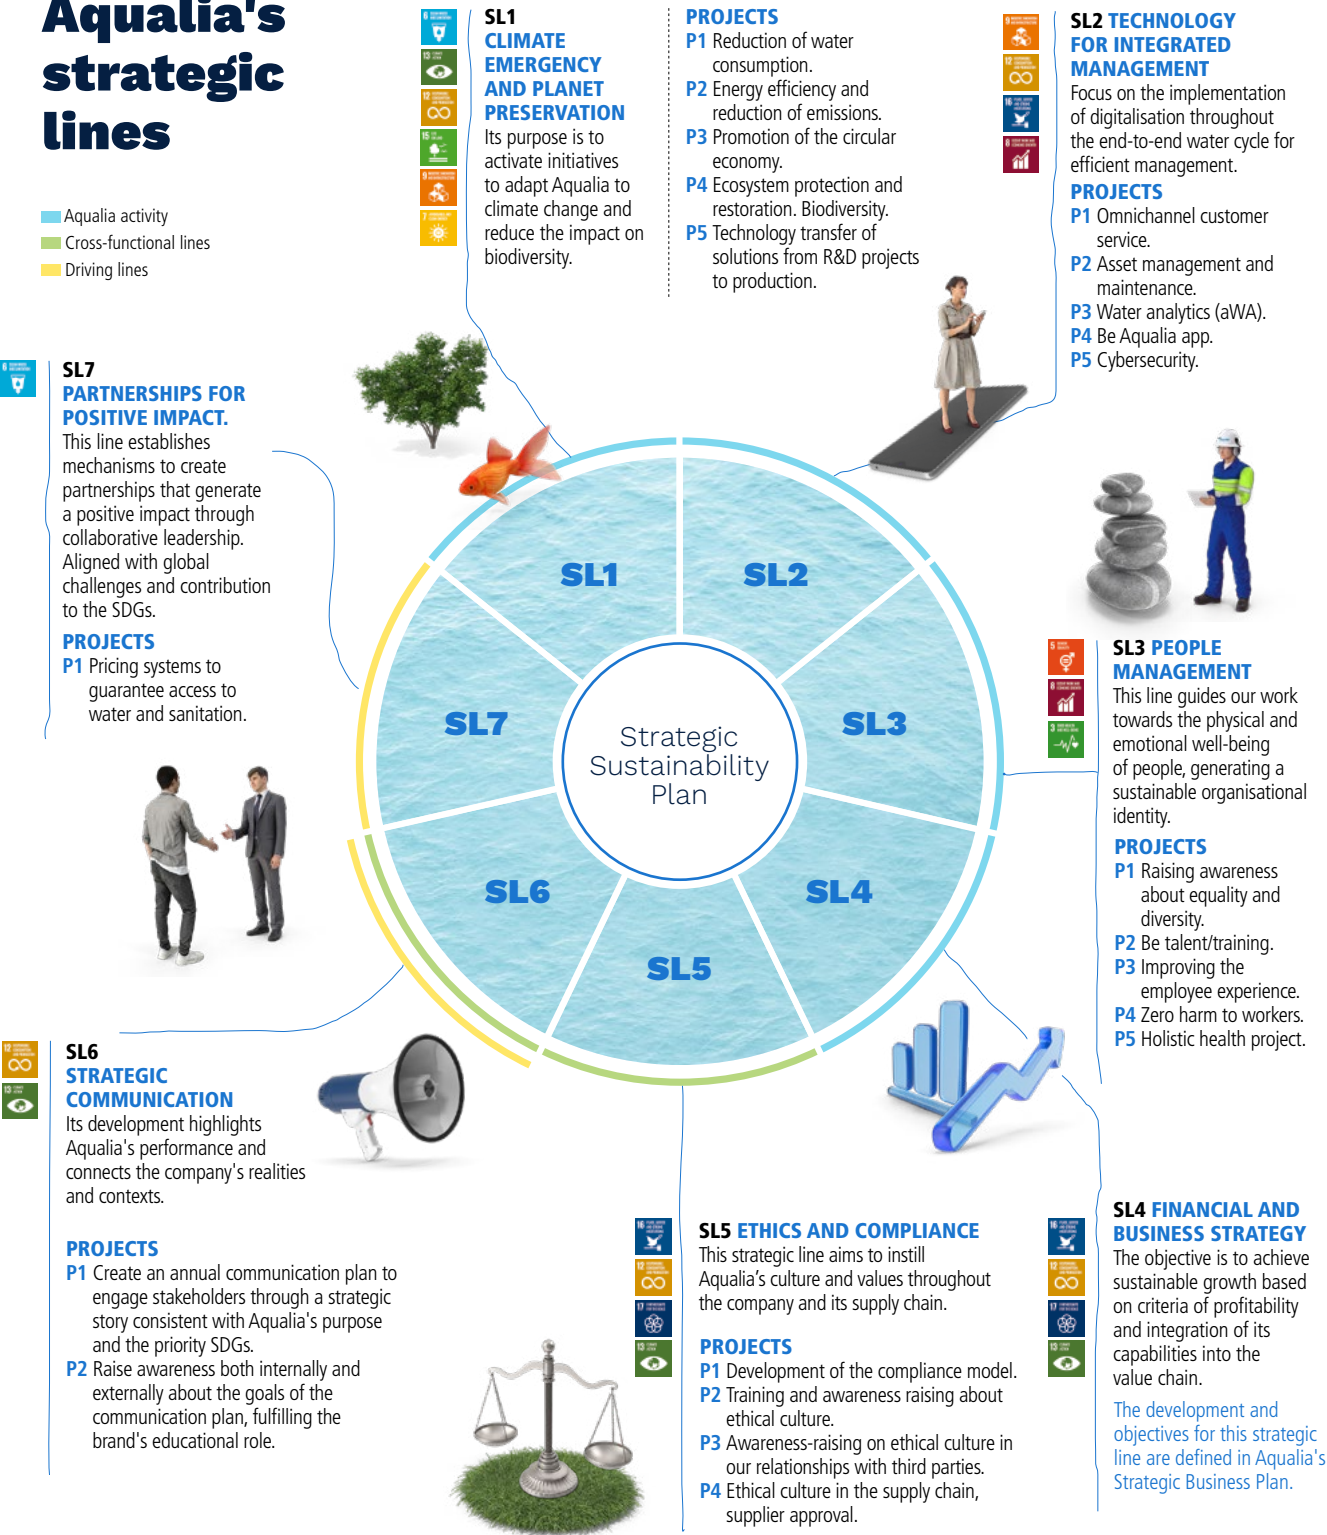 Aqualia's
strategic
lines
Aqualia activity
Cross-functional lines
Driving lines
SL1
CLIMATE
EMERGENCY
AND PLANET
PRESERVATION
Its purpose is to
activate initiatives
to adapt Aqualia to
climate change and
reduce the impact on
biodiversity.
PROJECTS
P1 Reduction of water
consumption.
P2 Energy efficiency and
reduction of emissions.
P3 Promotion of the circular
economy.
P4 Ecosystem protection and
restoration. Biodiversity.
P5 Technology transfer of
solutions from R&D projects
to production.
SL2 TECHNOLOGY
FOR INTEGRATED
MANAGEMENT
Focus on the implementation
of digitalisation throughout
the end-to-end water cycle for
efficient management.
PROJECTS
P1 Omnichannel customer
service.
P2 Asset management and
maintenance.
P3 Water analytics (aWA).
P4 Be Aqualia app.
P5 Cybersecurity.
SL7
PARTNERSHIPS FOR
POSITIVE IMPACT.
This line establishes
mechanisms to create
partnerships that generate
a positive impact through
collaborative leadership.
Aligned with global
challenges and contribution
to the SDGs.
PROJECTS
P1 Pricing systems to
guarantee access to
water and sanitation.
SL1
SL2
SL7
SL3
Strategic
Sustainability
Plan
SL6
SL4
SL5
SL3 PEOPLE
MANAGEMENT
This line guides our work
towards the physical and
emotional well-being
of people, generating a
sustainable organisational
identity.
PROJECTS
P1 Raising awareness
about equality and
diversity.
P2 Be talent/training.
P3 Improving the
employee experience.
P4 Zero harm to workers.
P5 Holistic health project.
SL6
STRATEGIC
COMMUNICATION
Its development highlights
Aqualia's performance and
connects the company's realities
and contexts.
PROJECTS
P1 Create an annual communication plan to
engage stakeholders through a strategic
story consistent with Aqualia's purpose
and the priority SDGs.
P2 Raise awareness both internally and
externally about the goals of the
communication plan, fulfilling the
brand's educational role.
SL5 ETHICS AND COMPLIANCE
This strategic line aims to instill
Aqualia’s culture and values throughout
the company and its supply chain.
PROJECTS
P1 Development of the compliance model.
P2 Training and awareness raising about
ethical culture.
P3 Awareness-raising on ethical culture in
our relationships with third parties.
P4 Ethical culture in the supply chain,
supplier approval.
SL4 FINANCIAL AND
BUSINESS STRATEGY
The objective is to achieve
sustainable growth based
on criteria of profitability
and integration of its
capabilities into the
value chain.
The development and
objectives for this strategic
line are defined in Aqualia's
Strategic Business Plan.